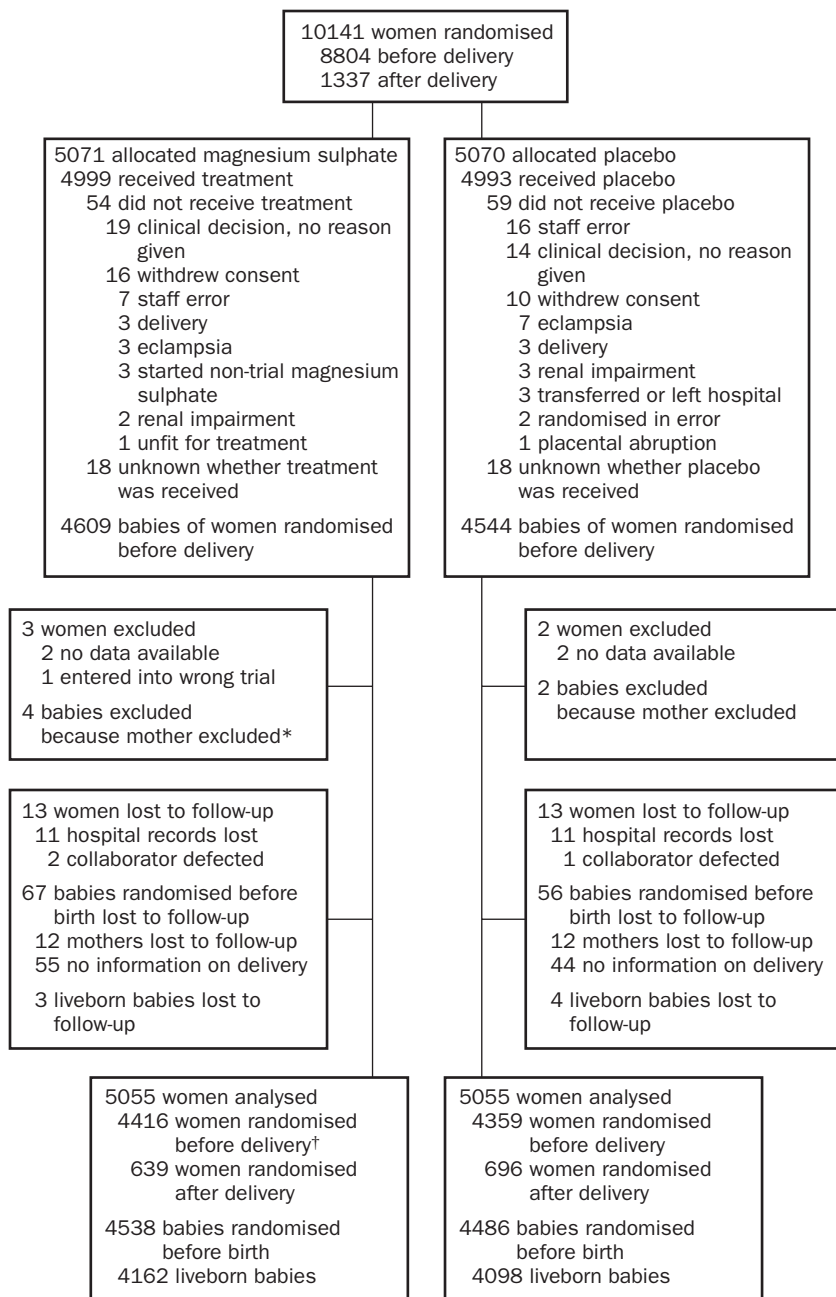 10141 women randomised
8804 before delivery
1337 after delivery
5071 allocated magnesium sulphate
4999 received treatment
54 did not receive treatment
19 clinical decision, no reason
given
16 withdrew consent
7 staff error
3 delivery
3 eclampsia
3 started non-trial magnesium
sulphate
2 renal impairment
1 unfit for treatment
18 unknown whether treatment
was received
4609 babies of women randomised
before delivery
5070 allocated placebo
4993 received placebo
59 did not receive placebo
16 staff error
14 clinical decision, no reason
given
10 withdrew consent
7 eclampsia
3 delivery
3 renal impairment
3 transferred or left hospital
2 randomised in error
1 placental abruption
18 unknown whether placebo
was received
4544 babies of women randomised
before delivery
3 women excluded
2 no data available
1 entered into wrong trial
4 babies excluded
because mother excluded*
2 women excluded
2 no data available
2 babies excluded
because mother excluded
13 women lost to follow-up
11 hospital records lost
2 collaborator defected
67 babies randomised before
birth lost to follow-up
12 mothers lost to follow-up
55 no information on delivery
3 liveborn babies lost to
follow-up
13 women lost to follow-up
11 hospital records lost
1 collaborator defected
56 babies randomised before
birth lost to follow-up
12 mothers lost to follow-up
44 no information on delivery
4 liveborn babies lost to
follow-up
5055 women analysed
4416 women randomised
before delivery†
639 women randomised
after delivery
4538 babies randomised
before birth
4162 liveborn babies
5055 women analysed
4359 women randomised
before delivery
696 women randomised
after delivery
4486 babies randomised
before birth
4098 liveborn babies